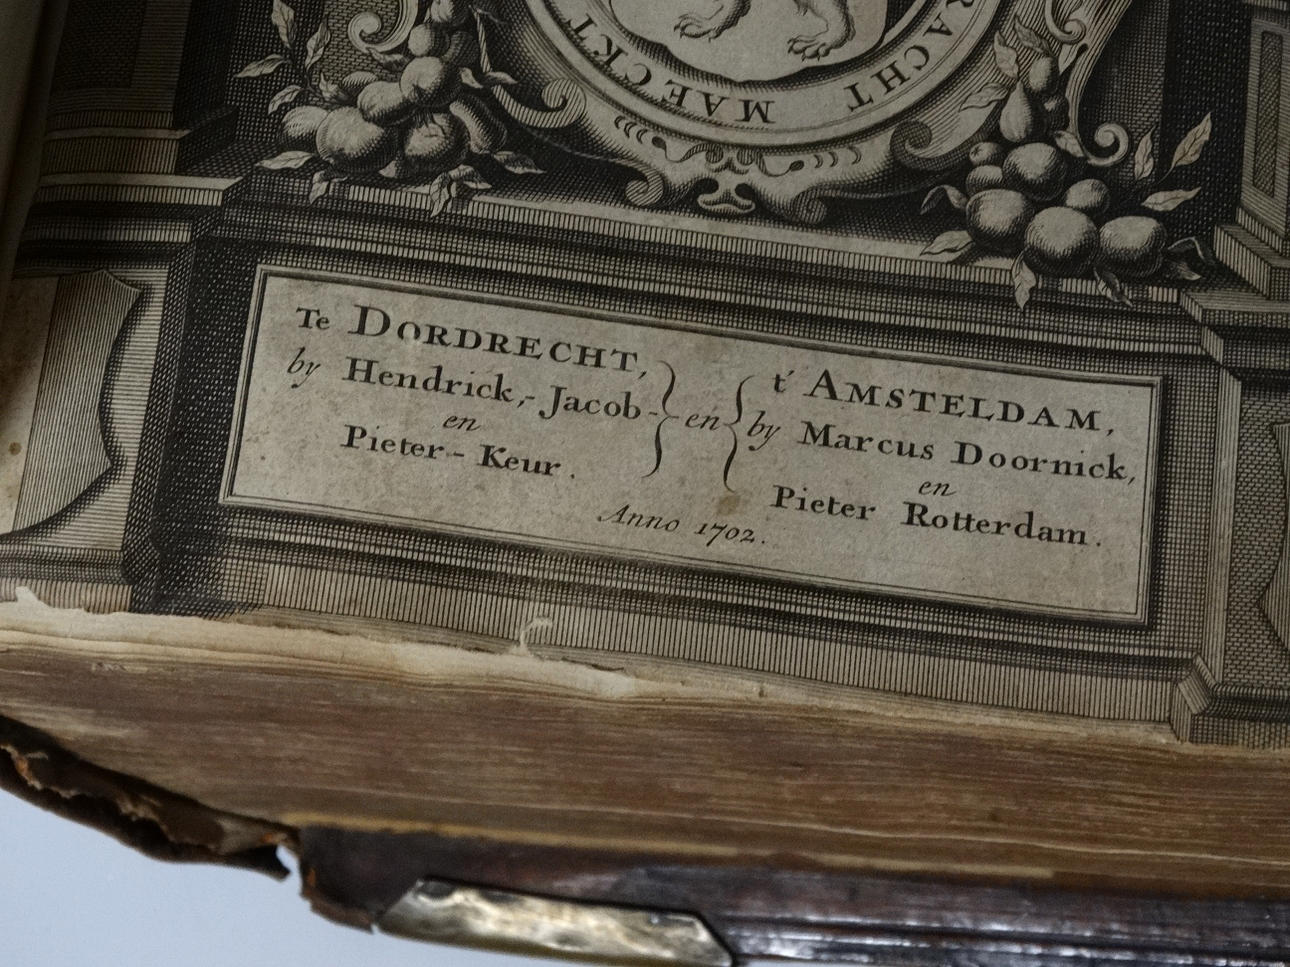 MAECKT RACHT
Te DORDRECHT,
by Hendrick,- Jacob-
en
Pieter- Keur.
en
t' AMSTELDAM,
by Marcus Doornick,
en
Pieter Rotterdam.
Anno 1702.